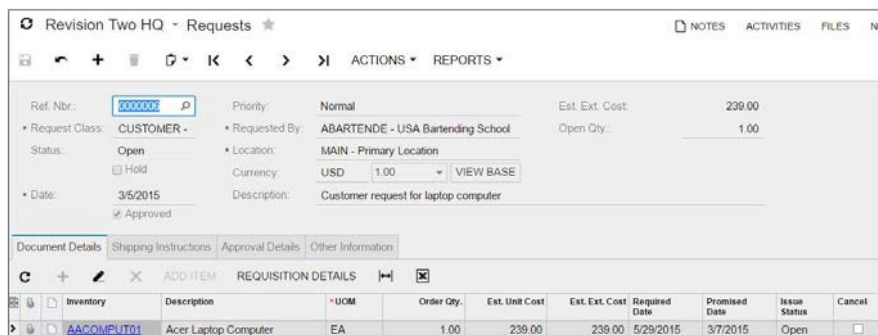 Revision Two HQ - Requests NOTES ACTIVITIES FILES N
ACTIONS REPORTS
Ref. Nbr.: 0000006 Priority: Normal Est. Ext. Cost: 239.00
Request Class: CUSTOMER - Requested By: ABARTENDE - USA Bartending School Open Qty.: 1.00
Status: Open Location: MAIN - Primary Location
Hold Currency: USD 1.00 VIEW BASE
Date: 3/5/2015 Description: Customer request for laptop computer
Approved
Document Details Shipping Instructions Approval Details Other Information
ADD ITEM REQUISITION DETAILS
Inventory Description *UOM Order Qty. Est. Unit Cost Est. Ext. Cost Required Date Promised Date Issue Status Cancel
AACOMPUT01 Acer Laptop Computer EA 1.00 239.00 239.00 5/29/2015 3/7/2015 Open